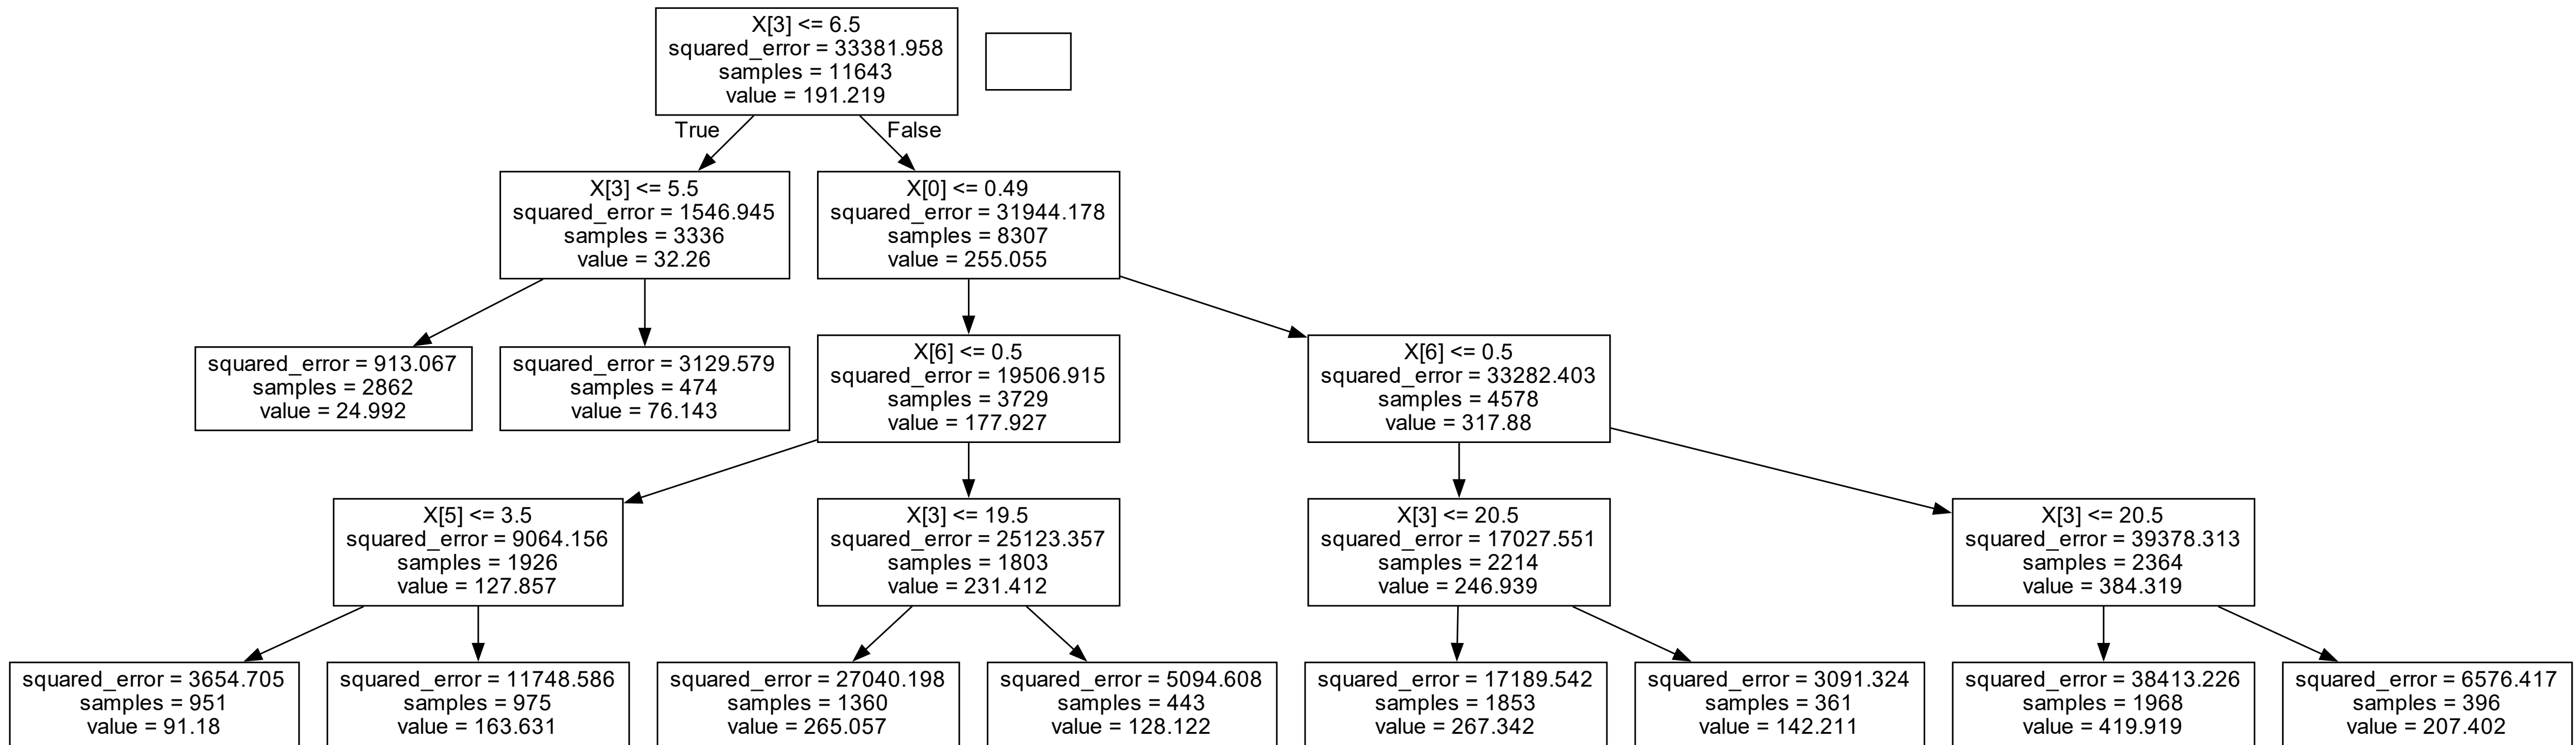 X[3] <= 6.5
squared_error = 33381.958
samples = 11643
value = 191.219
True
False
X[3] <= 5.5
squared_error = 1546.945
samples = 3336
value = 32.26
X[0] <= 0.49
squared_error = 31944.178
samples = 8307
value = 255.055
squared_error = 913.067
samples = 2862
value = 24.992
squared_error = 3129.579
samples = 474
value = 76.143
X[6] <= 0.5
squared_error = 19506.915
samples = 3729
value = 177.927
X[6] <= 0.5
squared_error = 33282.403
samples = 4578
value = 317.88
X[5] <= 3.5
squared_error = 9064.156
samples = 1926
value = 127.857
X[3] <= 19.5
squared_error = 25123.357
samples = 1803
value = 231.412
X[3] <= 20.5
squared_error = 17027.551
samples = 2214
value = 246.939
X[3] <= 20.5
squared_error = 39378.313
samples = 2364
value = 384.319
squared_error = 3654.705
samples = 951
value = 91.18
squared_error = 11748.586
samples = 975
value = 163.631
squared_error = 27040.198
samples = 1360
value = 265.057
squared_error = 5094.608
samples = 443
value = 128.122
squared_error = 17189.542
samples = 1853
value = 267.342
squared_error = 3091.324
samples = 361
value = 142.211
squared_error = 38413.226
samples = 1968
value = 419.919
squared_error = 6576.417
samples = 396
value = 207.402